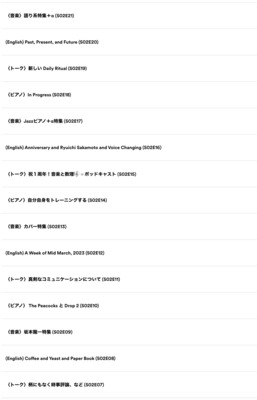 〈音楽〉語り系特集+α (S02E21)
(English) Past, Present, and Future (S02E20)
〈トーク〉新しい Daily Ritual (S02E19)
〈ピアノ〉In Progress (S02E18)
〈音楽〉Jazzピアノ+α特集 (S02E17)
(English) Anniversary and Ryuichi Sakamoto and Voice Changing (S02E16)
〈トーク〉祝1周年!音楽と数理 - ポッドキャスト (S02E15)
〈ピアノ〉自分自身をトレーニングする (S02E14)
〈音楽〉カバー特集 (S02E13)
(English) A Week of Mid March, 2023 (S02E12)
〈トーク〉真剣なコミュニケーションについて (S02E11)
〈ピアノ〉 The Peacocks と Drop 2 (S02E10)
〈音楽〉坂本龍一特集 (S02E09)
(English) Coffee and Yeast and Paper Book (S02E08)
〈トーク〉柄にもなく時事評論、など (S02E07)